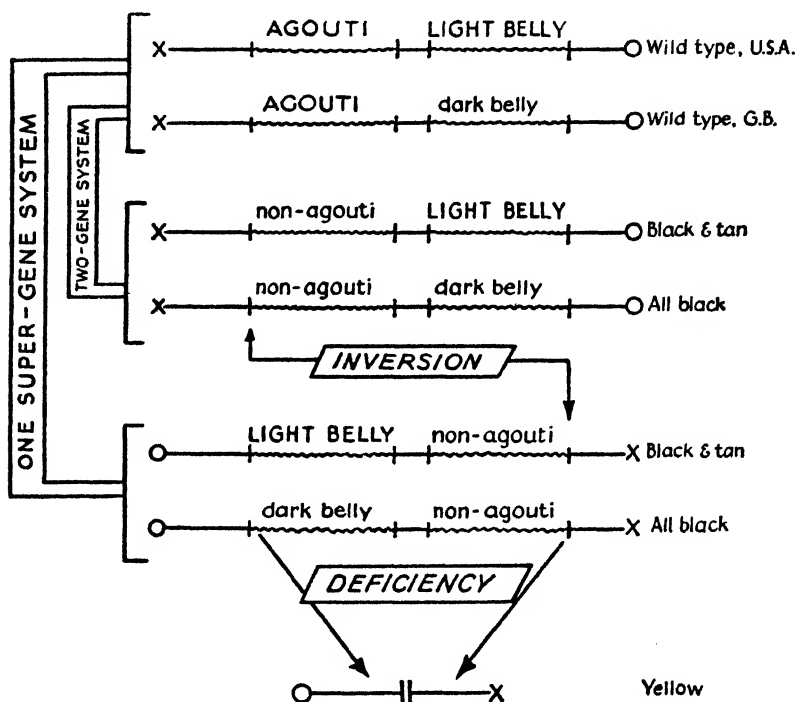 AGOUTI LIGHT BELLY
X O Wild type, U.S.A.
AGOUTI dark belly
X O Wild type, G.B.
non-agouti LIGHT BELLY
X O Black & tan
non-agouti dark belly
X O All black
ONE SUPER-GENE SYSTEM
TWO-GENE SYSTEM
INVERSION
LIGHT BELLY non-agouti
O X Black & tan
dark belly non-agouti
O X All black
DEFICIENCY
O X Yellow